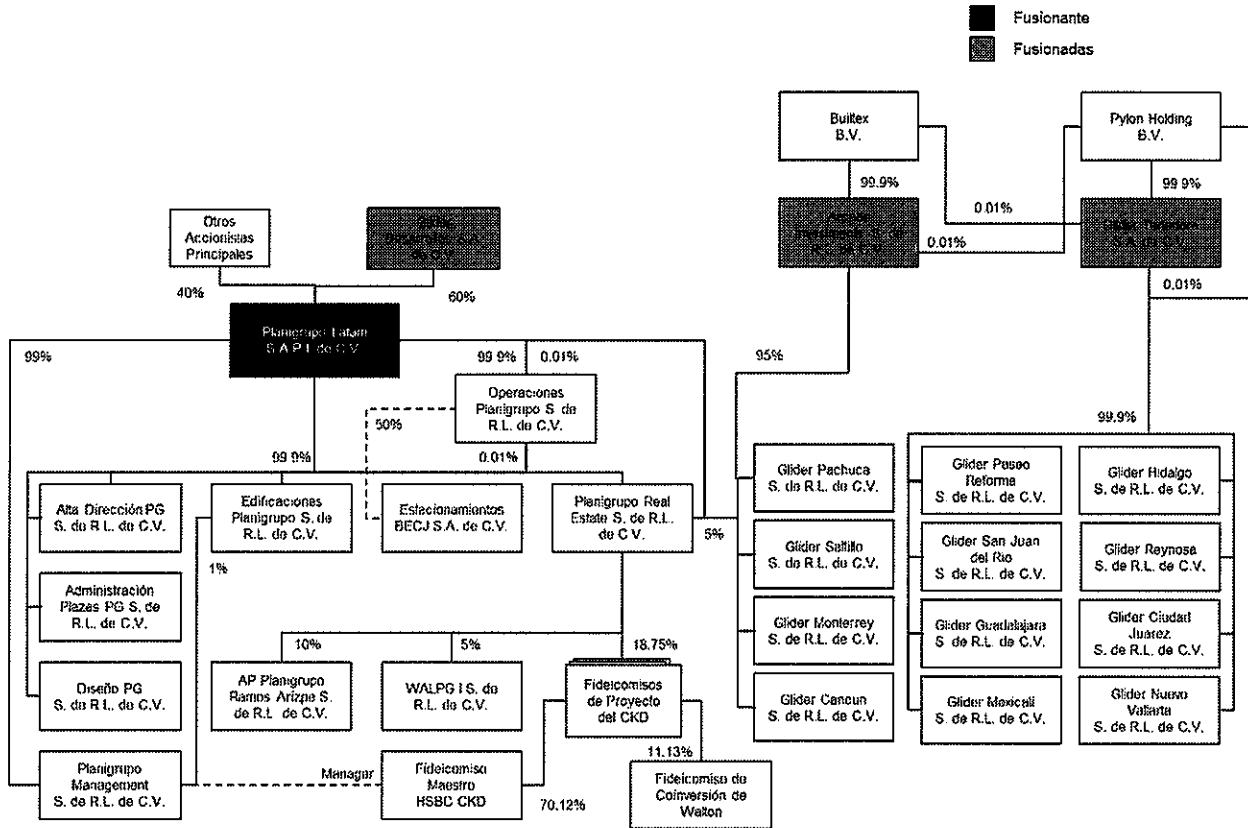 Fusionante
Fusionadas
Builtex
B.V.
Pylon Holding
B.V.
99.9%
99.9%
0.01%
0.01%
0.01%
Otros
Accionistas
Principales
de C.V.
S. de
R.L. de C.V.
S.A. de C.V.
40%
60%
Planigrupo Latam
S.A.P.I. de C.V.
99%
99.9%
0.01%
95%
Operaciones
Planigrupo S. de
R.L. de C.V.
50%
99.9%
0.01%
99.9%
Alta Dirección PG
S. de R.L. de C.V.
Edificaciones
Planigrupo S. de
R.L. de C.V.
Estacionamientos
BECJ S.A. de C.V.
Planigrupo Real
Estate S. de R.L.
de C.V.
5%
1%
Glider Pachuca
S. de R.L. de C.V.
Glider Paseo
Reforma
S. de R.L. de C.V.
Glider Hidalgo
S. de R.L. de C.V.
Glider Saltillo
S. de R.L. de C.V.
Glider San Juan
del Rio
S. de R.L. de C.V.
Glider Reynosa
S. de R.L. de C.V.
Administración
Plazas PG S. de
R.L. de C.V.
Glider Monterrey
S. de R.L. de C.V.
Glider Guadalajara
S. de R.L. de C.V.
Glider Ciudad
Juarez
S. de R.L. de C.V.
10%
5%
18.75%
Diseño PG
S. de R.L. de C.V.
AP Planigrupo
Ramos Arizpe S.
de R.L. de C.V.
WALPG I S. de
R.L. de C.V.
Fideicomisos
de Proyecto
del CKD
Glider Cancun
S. de R.L. de C.V.
Glider Mexicali
S. de R.L. de C.V.
Glider Nuevo
Vallarta
S. de R.L. de C.V.
11.13%
Planigrupo
Management
S. de R.L. de C.V.
Manager
Fideicomiso
Maestro
HSBC CKD
70.12%
Fideicomiso de
Coinversión de
Walton